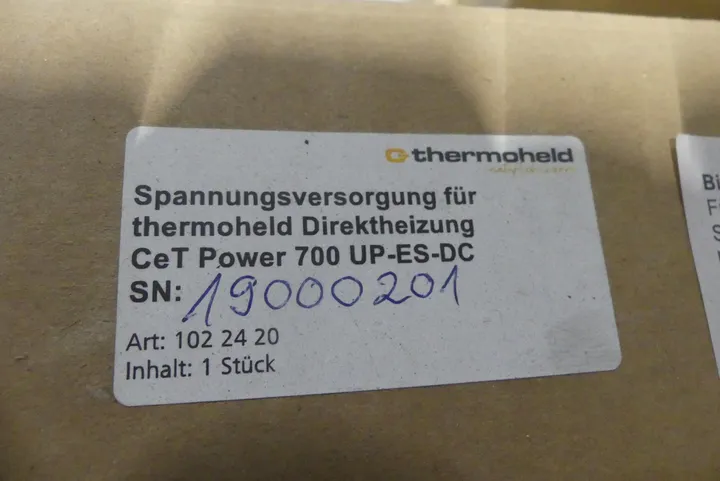 thermoheld
Spannungsversorgung für
thermoheld Direktheizung
CeT Power 700 UP-ES-DC
SN: 19000201
Art: 102 24 20
Inhalt: 1 Stück
Bi
F
S